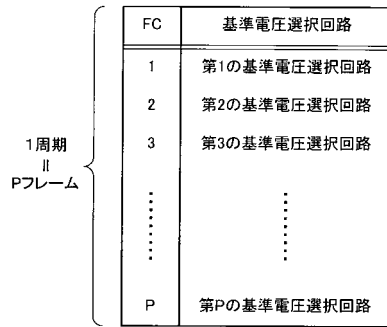 FC 基準電圧選択回路
1 第1の基準電圧選択回路
2 第2の基準電圧選択回路
3 第3の基準電圧選択回路
1周期
||
Pフレーム
P 第Pの基準電圧選択回路